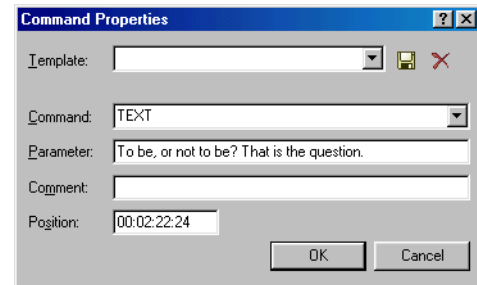 Command Properties
Template:
Command: TEXT
Parameter: To be, or not to be? That is the question.
Comment:
Position: 00:02:22:24
OK Cancel